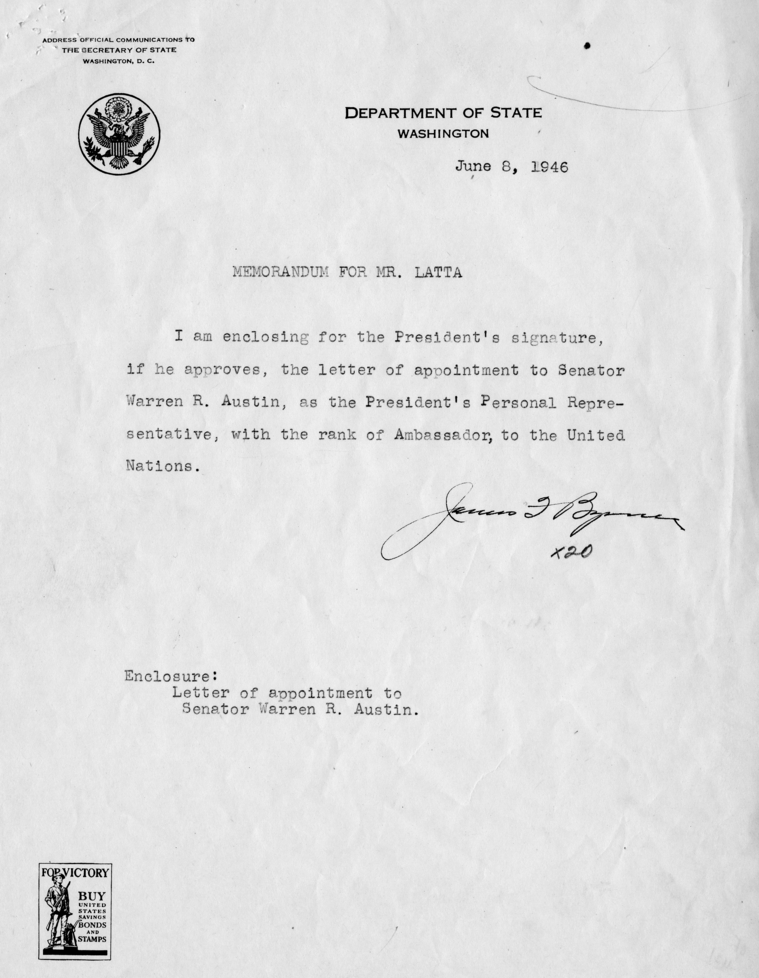 ADDRESS OFFICIAL COMMUNICATIONS TO
THE SECRETARY OF STATE
WASHINGTON, D. C.
DEPARTMENT OF STATE
WASHINGTON
June 8, 1946
MEMORANDUM FOR MR. LATTA
I am enclosing for the President's signature,
if he approves, the letter of appointment to Senator
Warren R. Austin, as the President's Personal Repre-
sentative, with the rank of Ambassador, to the United
Nations.
James F Byrnes
x20
Enclosure:
Letter of appointment to
Senator Warren R. Austin.
FOR VICTORY
BUY
UNITED
STATES
SAVINGS
BONDS
AND
STAMPS